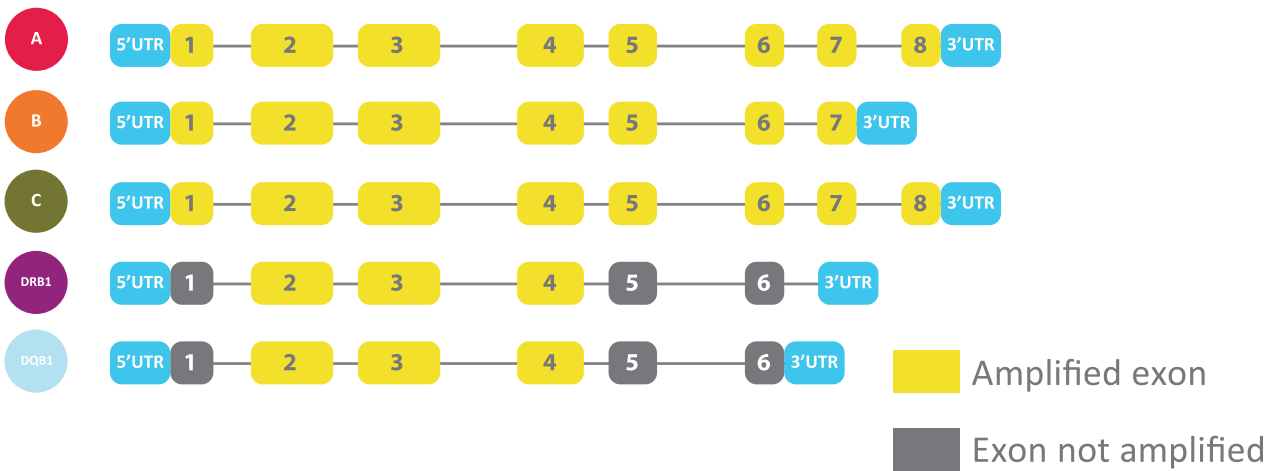 A 5'UTR 1 2 3 4 5 6 7 8 3'UTR
B 5'UTR 1 2 3 4 5 6 7 3'UTR
C 5'UTR 1 2 3 4 5 6 7 8 3'UTR
DRB1 5'UTR 1 2 3 4 5 6 3'UTR
DQB1 5'UTR 1 2 3 4 5 6 3'UTR
Amplified exon
Exon not amplified